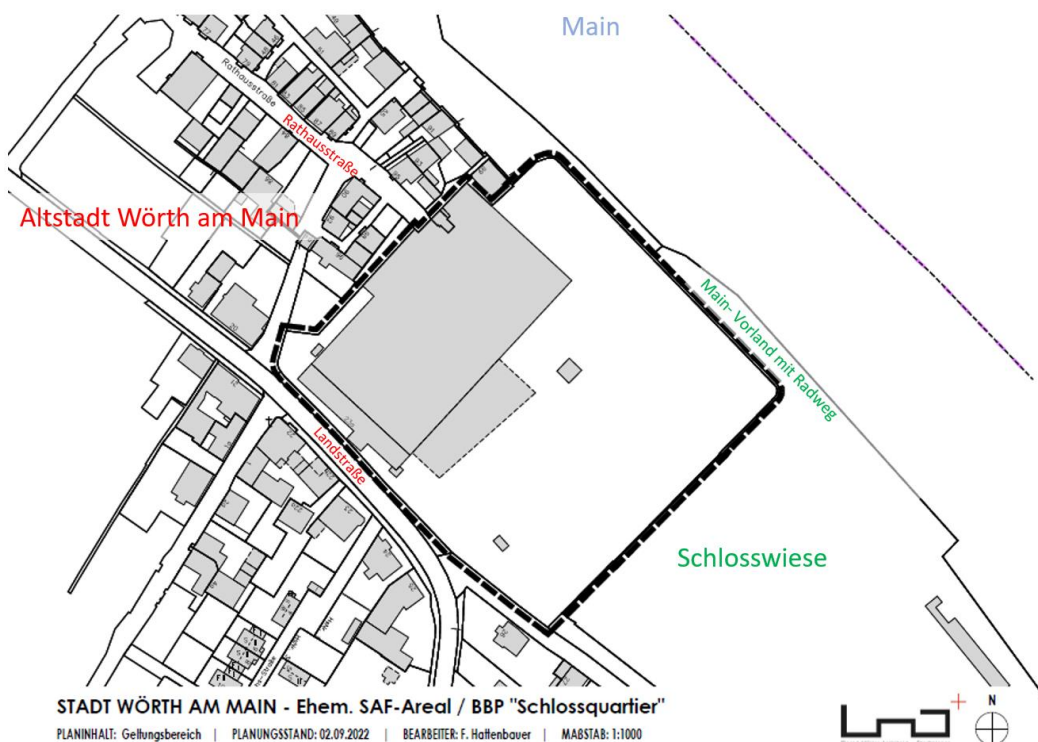 Main
Rathausstraße
Rathausstraße
Altstadt Wörth am Main
Main- Vorland mit Radweg
Landstraße
Schlosswiese
STADT WÖRTH AM MAIN - Ehem. SAF-Areal / BBP "Schlossquartier"
N
PLANINHALT: Geltungsbereich | PLANUNGSSTAND: 02.09.2022 | BEARBEITER: F. Hattenbauer | MAßSTAB: 1:1000